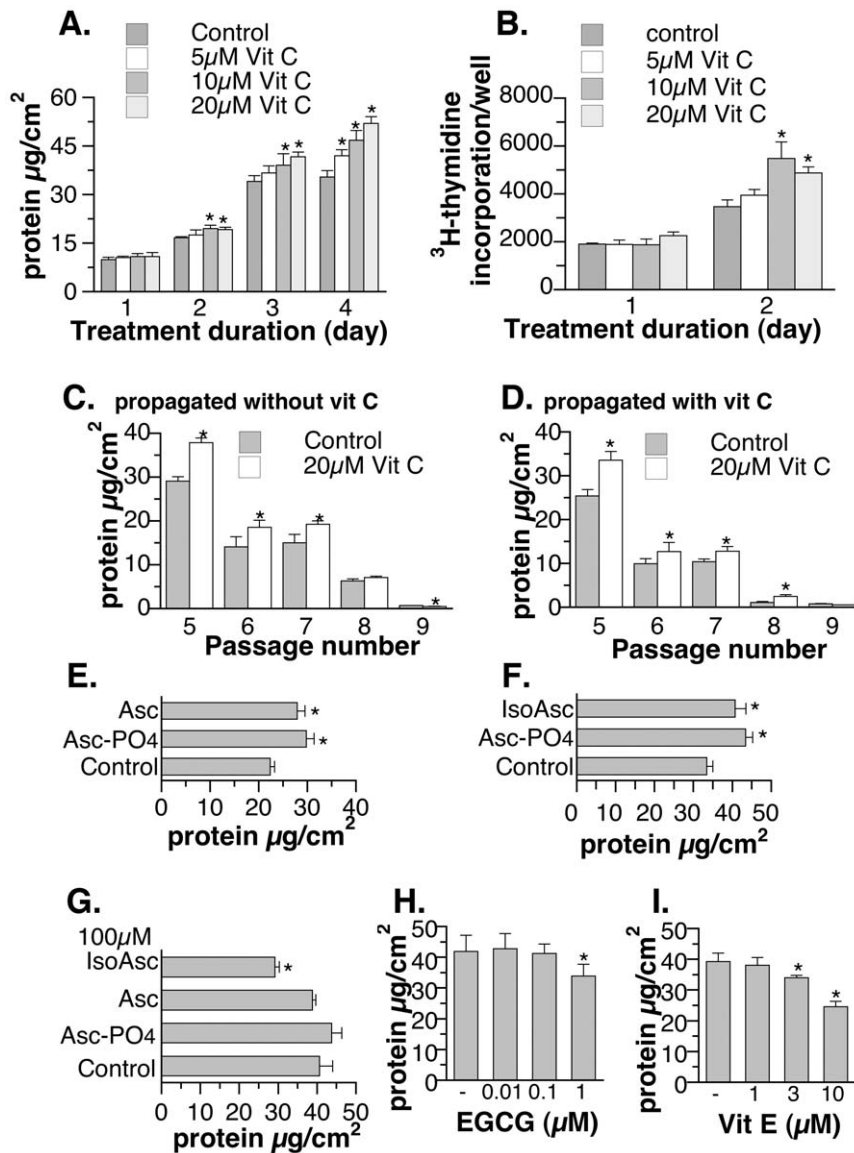 A.
Control
5µM Vit C
10µM Vit C
20µM Vit C
protein µg/cm²
60
45
30
15
0
* * * * * * *
1 2 3 4
Treatment duration (day)
B.
control
5µM Vit C
10µM Vit C
20µM Vit C
³H-thymidine
incorporation/well
8000
6000
4000
2000
0
* *
1 2
Treatment duration (day)
C. propagated without vit C
Control
20µM Vit C
protein µg/cm²
40
30
20
10
0
* * * *
5 6 7 8 9
Passage number
D. propagated with vit C
Control
20µM Vit C
protein µg/cm²
40
30
20
10
0
* * * *
5 6 7 8 9
Passage number
E.
Asc *
Asc-PO4 *
Control
0 10 20 30 40
protein µg/cm²
F.
IsoAsc *
Asc-PO4 *
Control
0 10 20 30 40 50
protein µg/cm²
G.
100µM
IsoAsc *
Asc
Asc-PO4
Control
0 10 20 30 40 50
protein µg/cm²
H.
protein µg/cm²
50
40
30
20
10
0
*
- 0.01 0.1 1
EGCG (µM)
I.
protein µg/cm²
50
40
30
20
10
0
* *
- 1 3 10
Vit E (µM)